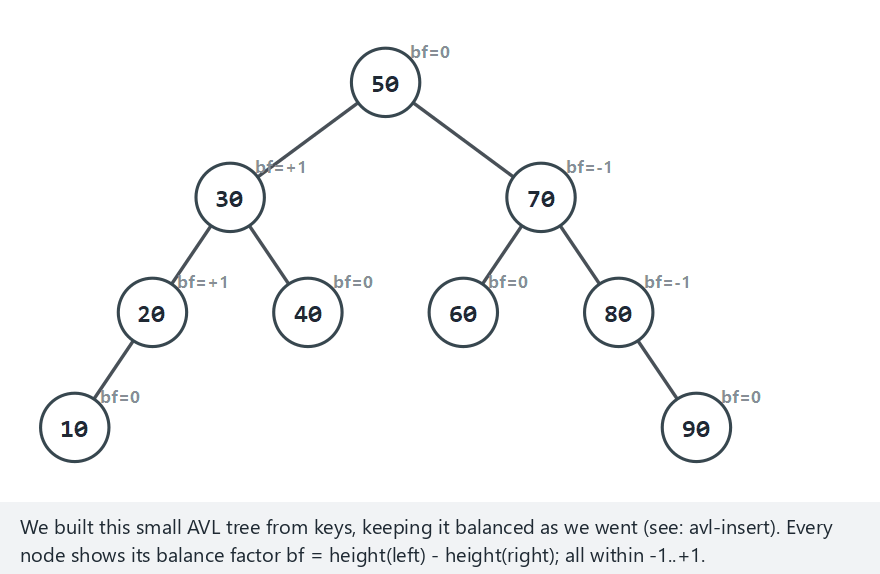 bf=0
50
bf=+1
bf=-1
30
70
bf=+1
bf=0
bf=0
bf=-1
20
40
60
80
bf=0
bf=0
10
90
We built this small AVL tree from keys, keeping it balanced as we went (see: avl-insert). Every
node shows its balance factor bf = height(left) - height(right); all within -1..+1.